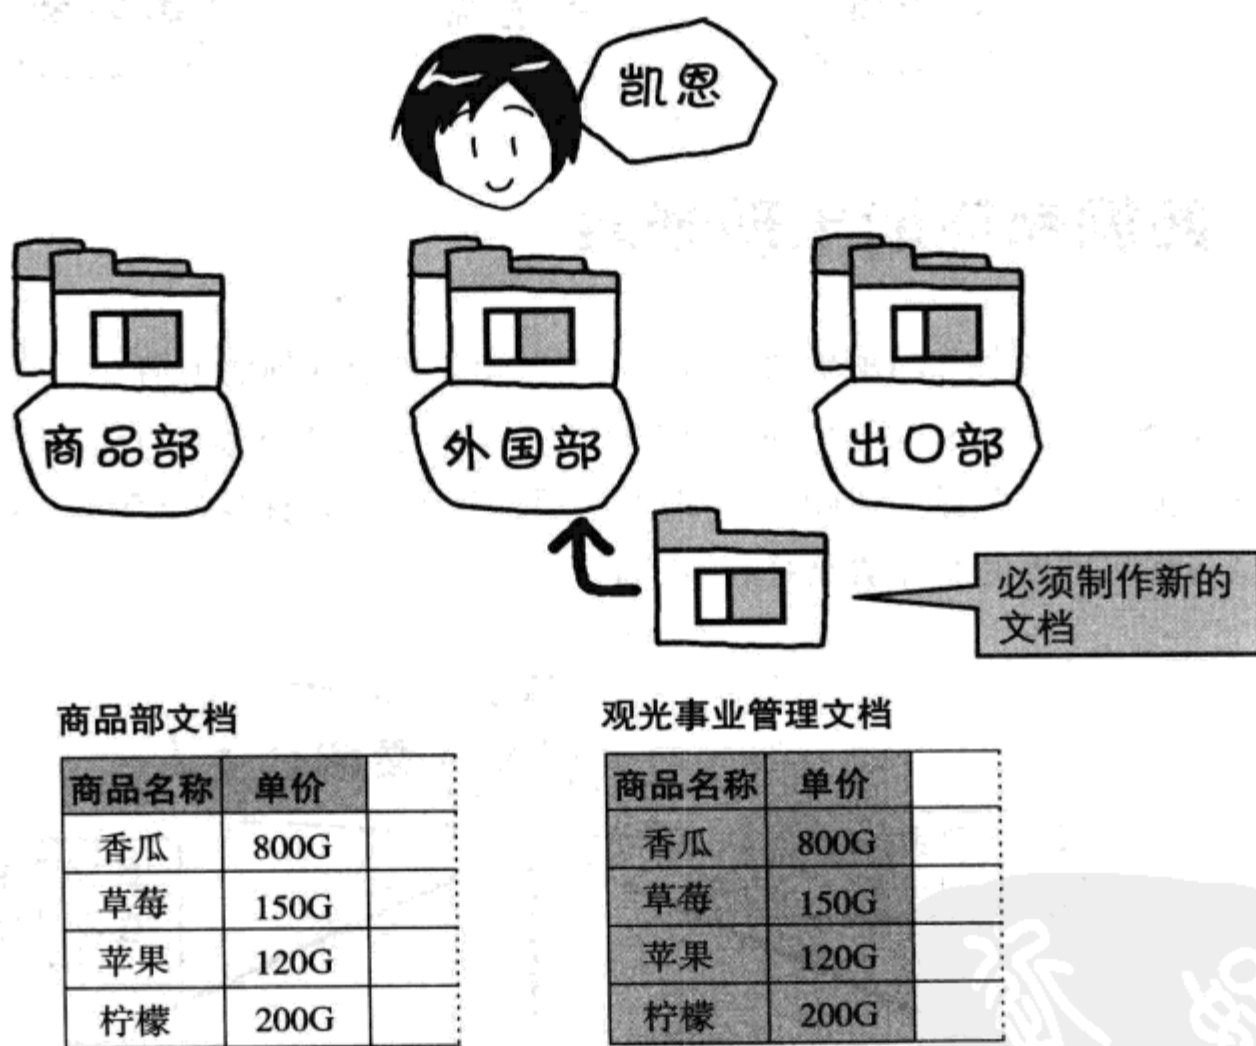 凯恩
商品部
外国部
出口部
必须制作新的
文档
商品部文档
商品名称 单价
香瓜 800G
草莓 150G
苹果 120G
柠檬 200G
观光事业管理文档
商品名称 单价
香瓜 800G
草莓 150G
苹果 120G
柠檬 200G